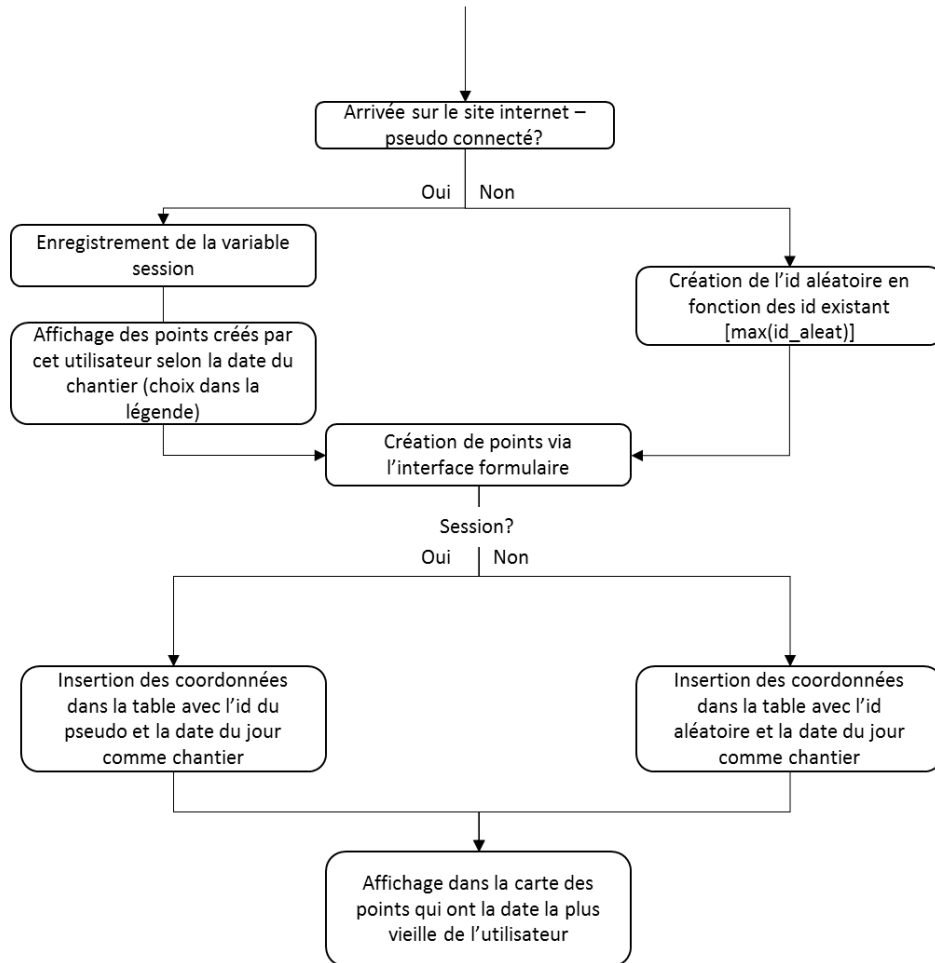 Arrivée sur le site internet –
pseudo connecté?
Oui
Non
Enregistrement de la variable
session
Création de l’id aléatoire en
fonction des id existant
[max(id_aleat)]
Affichage des points créés par
cet utilisateur selon la date du
chantier (choix dans la
légende)
Création de points via
l’interface formulaire
Session?
Oui
Non
Insertion des coordonnées
dans la table avec l’id du
pseudo et la date du jour
comme chantier
Insertion des coordonnées
dans la table avec l’id
aléatoire et la date du jour
comme chantier
Affichage dans la carte des
points qui ont la date la plus
vieille de l’utilisateur